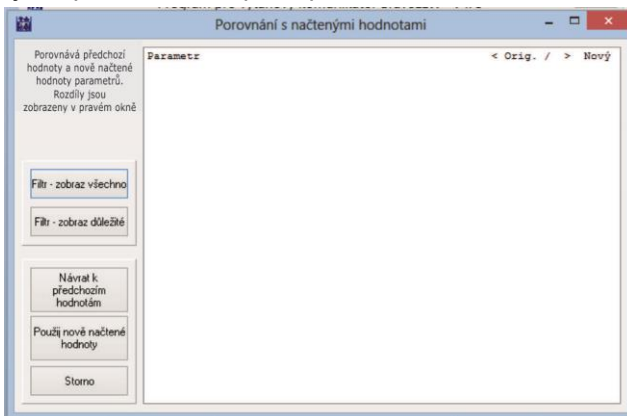 Porovnání s načtenými hodnotami
Porovnává předchozí
hodnoty a nově načtené
hodnoty parametrů.
Rozdíly jsou
zobrazeny v pravém okně
Parametr < Orig. / > Nový
Filtr - zobraz všechno
Filtr - zobraz důležité
Návrat k
předchozím
hodnotám
Použij nově načtené
hodnoty
Storno